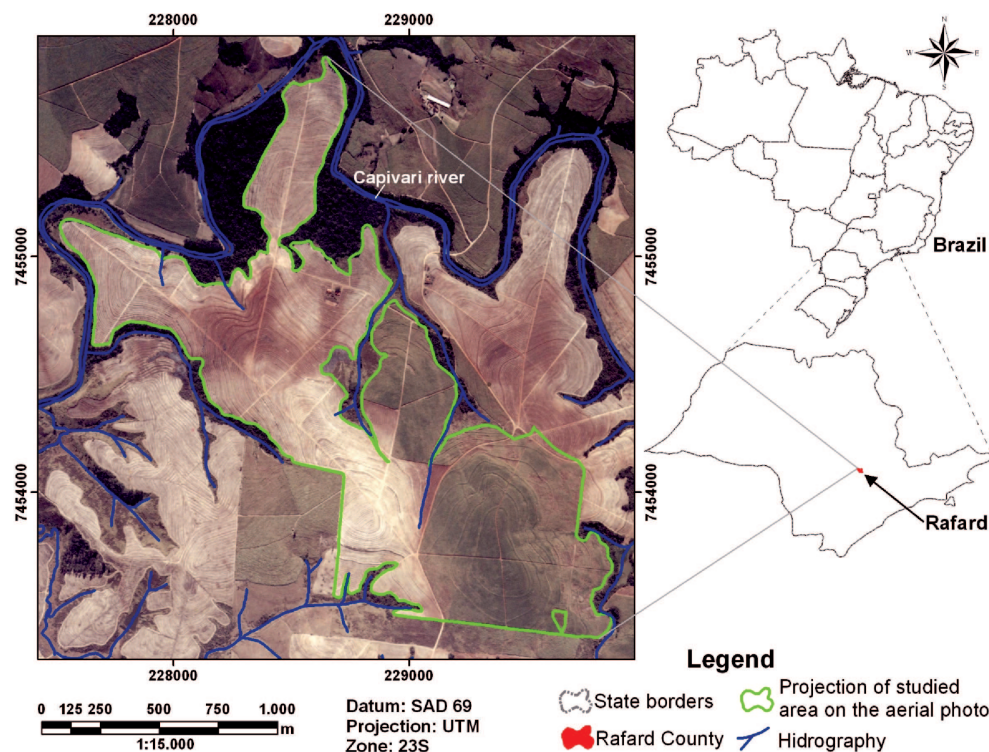 228000
229000
N
W
E
S
Capivari river
7455000
7455000
Brazil
7454000
7454000
Rafard
228000
229000
Legend
0 125 250 500 750 1.000
m
1:15.000
Datum: SAD 69
Projection: UTM
Zone: 23S
State borders
Projection of studied
area on the aerial photo
Rafard County
Hidrography